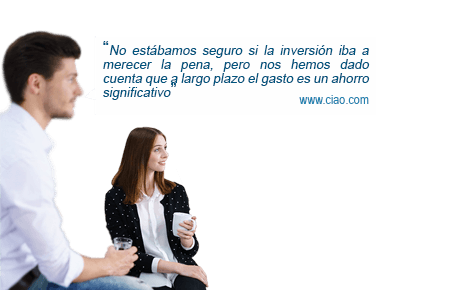 “No estábamos seguro si la inversión iba a
merecer la pena, pero nos hemos dado
cuenta que a largo plazo el gasto es un ahorro
significativo“
www.ciao.com